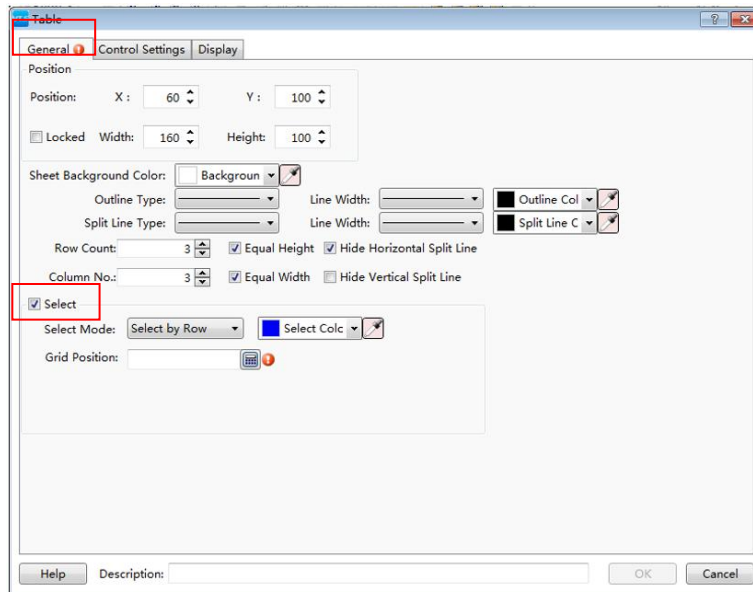 Table
General Control Settings Display
Position
Position: X : 60 Y : 100
Locked Width: 160 Height: 100
Sheet Background Color: Backgroun
Outline Type: Line Width: Outline Col
Split Line Type: Line Width: Split Line C
Row Count: 3 Equal Height Hide Horizontal Split Line
Column No.: 3 Equal Width Hide Vertical Split Line
Select
Select Mode: Select by Row Select Colc
Grid Position:
Help Description: OK Cancel